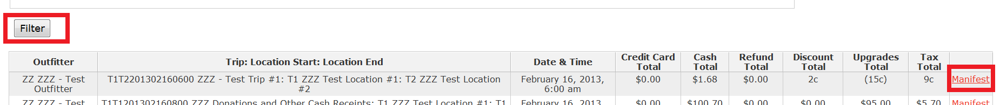 Filter
Outfitter Trip: Location Start: Location End Date & Time Credit Card Total Cash Total Refund Total Discount Total Upgrades Total Tax Total
ZZ ZZZ - Test Outfitter T1T2201302160600 ZZZ - Test Trip #1: T1 ZZZ Test Location #1: T2 ZZZ Test Location #2 February 16, 2013, 6:00 am $0.00 $1.68 $0.00 2c (15c) 9c Manifest
ZZ ZZZ - Test T1T1201302160800 ZZZ Donations and Other Cash Receipts: T1 ZZZ Test Location #1: T1 February 16, 2013, $0.00 $100.70 $0.00 $0.00 $95.00 $5.70 Manifest